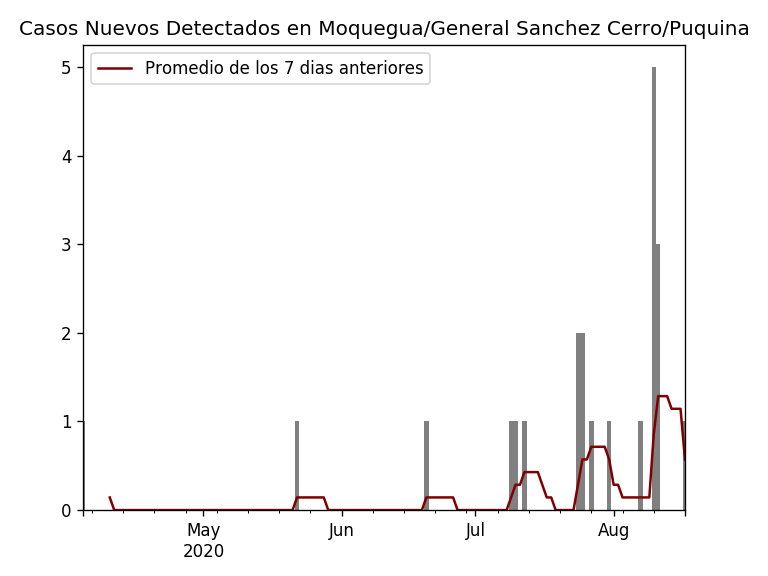 Casos Nuevos Detectados en Moquegua/General Sanchez Cerro/Puquina
Promedio de los 7 dias anteriores
5
4
3
2
1
0
May
2020
Jun
Jul
Aug